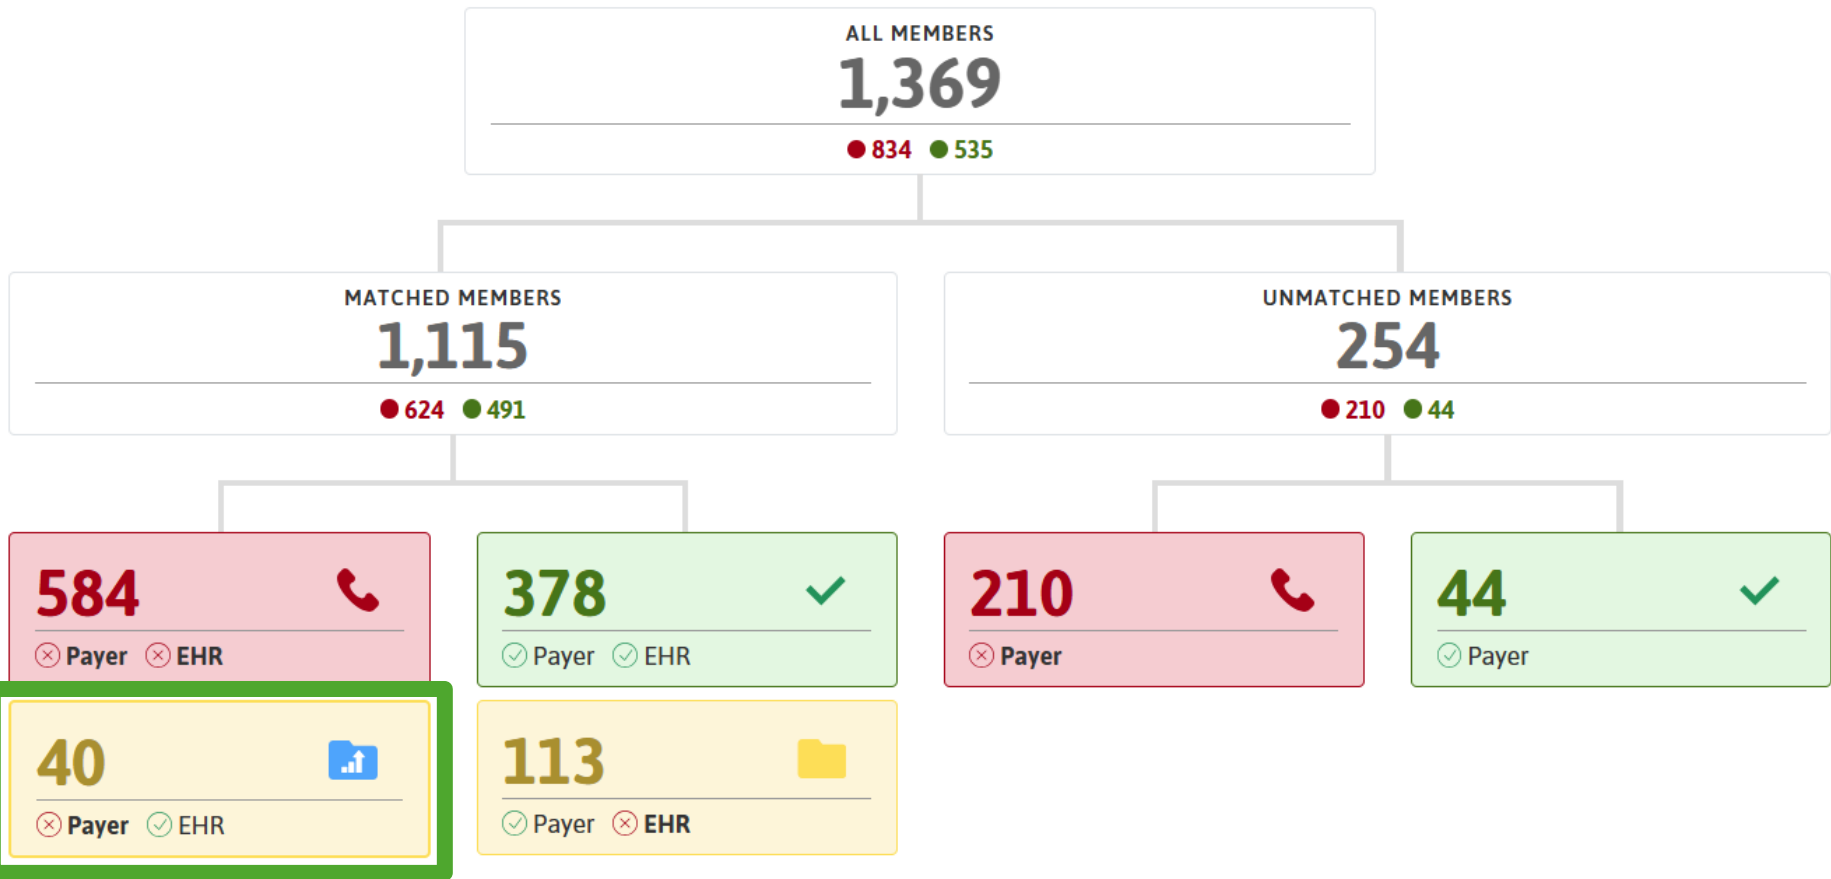 ALL MEMBERS
1,369
834 535
MATCHED MEMBERS
1,115
624 491
UNMATCHED MEMBERS
254
210 44
584
Payer EHR
378
Payer EHR
210
Payer
44
Payer
40
Payer EHR
113
Payer EHR